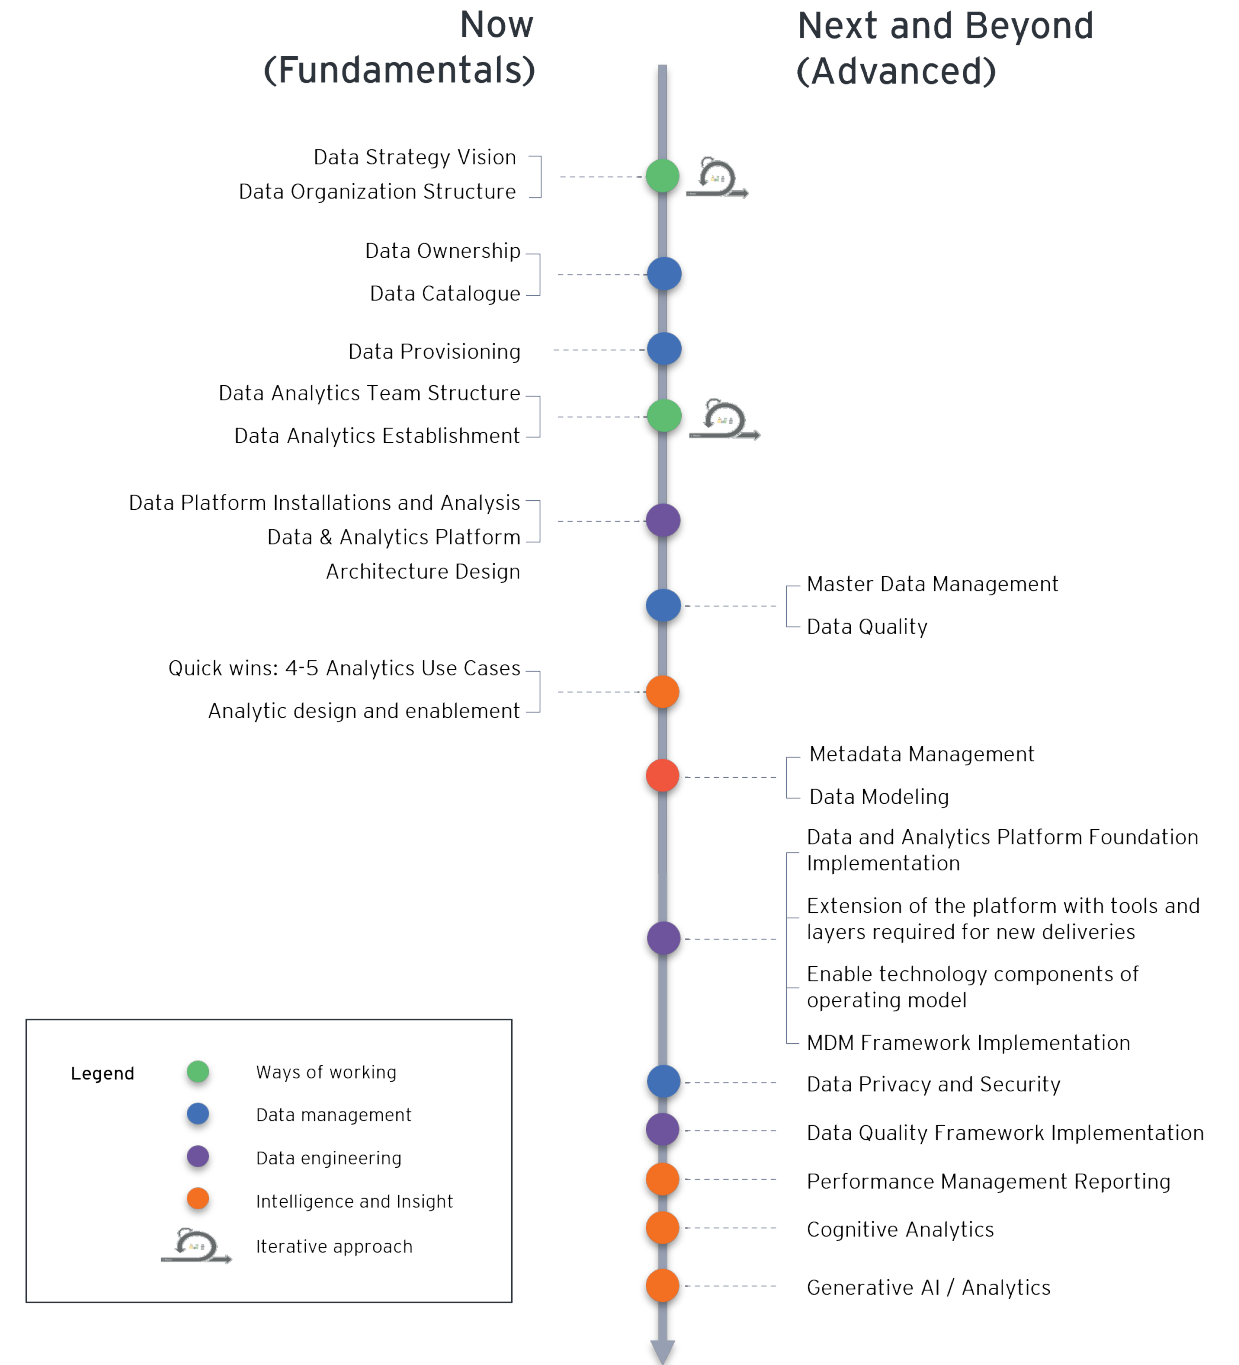 Now
(Fundamentals)
Next and Beyond
(Advanced)
Data Strategy Vision
Data Organization Structure
Data Ownership
Data Catalogue
Data Provisioning
Data Analytics Team Structure
Data Analytics Establishment
Data Platform Installations and Analysis
Data & Analytics Platform
Architecture Design
Master Data Management
Data Quality
Quick wins: 4-5 Analytics Use Cases
Analytic design and enablement
Metadata Management
Data Modeling
Data and Analytics Platform Foundation
Implementation
Extension of the platform with tools and
layers required for new deliveries
Enable technology components of
operating model
MDM Framework Implementation
Data Privacy and Security
Data Quality Framework Implementation
Performance Management Reporting
Cognitive Analytics
Generative AI / Analytics
Legend
Ways of working
Data management
Data engineering
Intelligence and Insight
Iterative approach